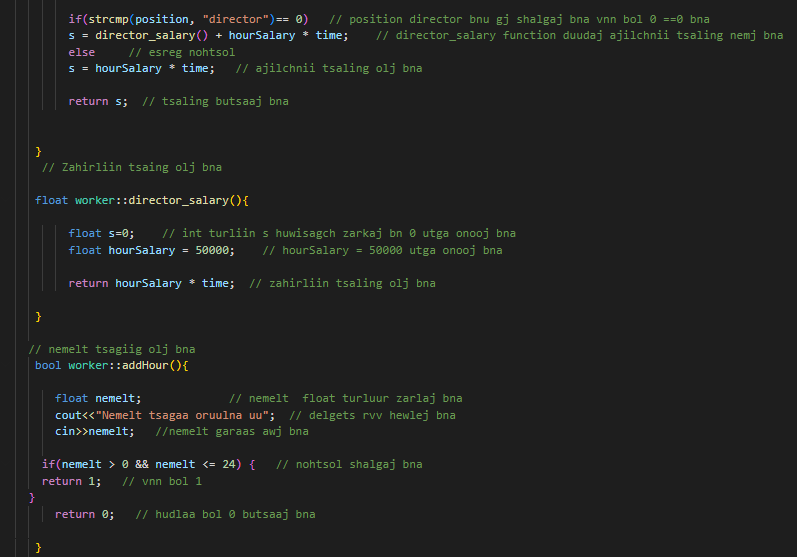 if(strcmp(position, "director")== 0)   // position director bnu gj shalgaj bna vnn bol 0 ==0 bna
s = director_salary() + hourSalary * time;    // director_salary function duudaj ajilchnii tsaling nemj bna
else     // esreg nohtsol
s = hourSalary * time;   // ajilchnii tsaling olj bna
return s;  // tsaling butsaaj bna
}
// Zahirliin tsaing olj bna
float worker::director_salary(){
float s=0;    // int turliin s huwisagch zarkaj bn 0 utga onooj bna
float hourSalary = 50000;    // hourSalary = 50000 utga onooj bna
return hourSalary * time;  // zahirliin tsaling olj bna
}
// nemelt tsagiig olj bna
bool worker::addHour(){
float nemelt;             // nemelt  float turluur zarlaj bna
cout<<"Nemelt tsagaa oruulna uu";  // delgets rvv hewlej bna
cin>>nemelt;   //nemelt garaas awj bna
if(nemelt > 0 && nemelt <= 24) {   // nohtsol shalgaj bna
return 1;   // vnn bol 1
}
return 0;   // hudlaa bol 0 butsaaj bna
}